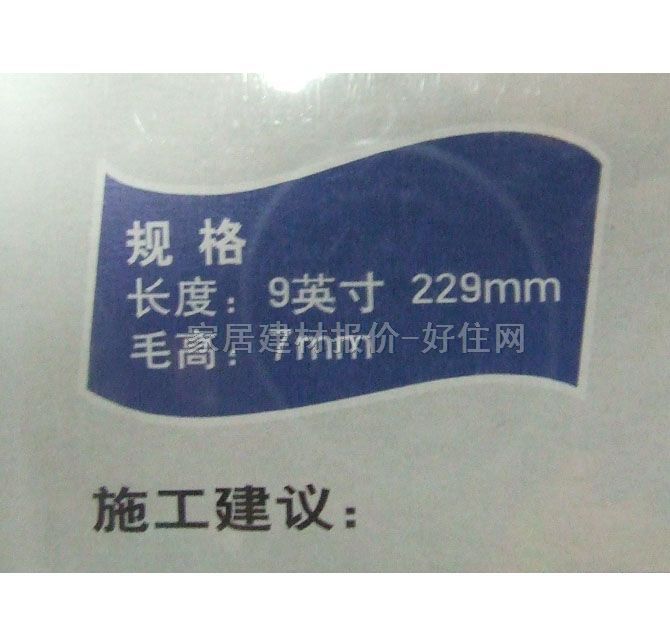 规 格
长度：9英寸 229mm
毛高：7mm
家居建材报价-好住网
施工建议：